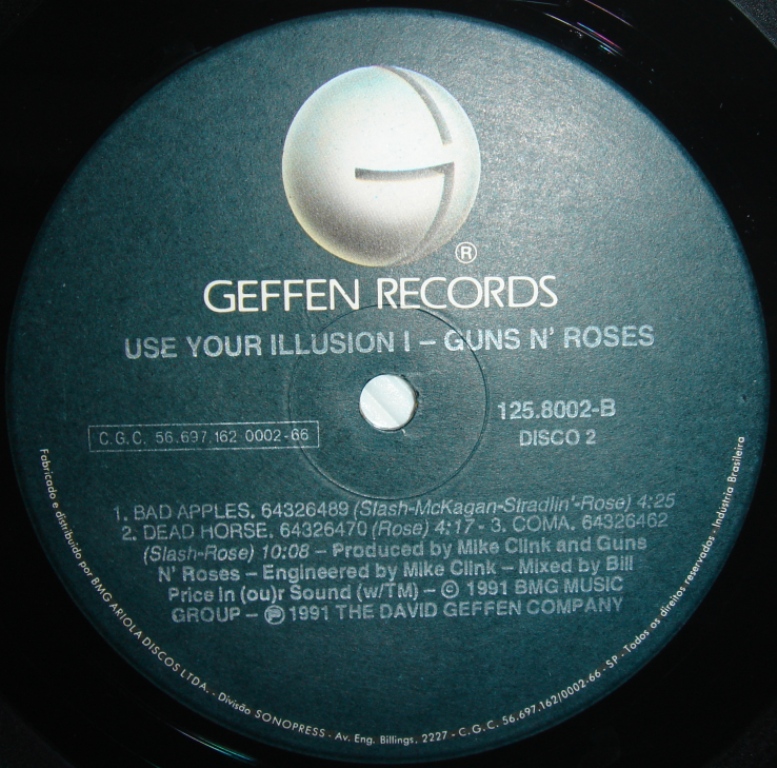 ®
GEFFEN RECORDS
USE YOUR ILLUSION I – GUNS N' ROSES
125.8002-B
DISCO 2
C.G.C. 56.697.162 0002-66
1. BAD APPLES. 64326489 (Slash-McKagan-Stradlin'-Rose) 4:25
2. DEAD HORSE. 64326470 (Rose) 4:17 - 3. COMA. 64326462
(Slash-Rose) 10:08 – Produced by Mike Clink and Guns
N' Roses – Engineered by Mike Clink – Mixed by Bill
Price in (ou)r Sound (w/TM) – © 1991 BMG MUSIC
GROUP – ℗ 1991 THE DAVID GEFFEN COMPANY
Fabricado e distribuído por BMG ARIOLA DISCOS LTDA. - Divisão SONOPRESS - Av. Eng. Billings, 2227 - C.G.C. 56.697.162/0002-66 - SP - Todos os direitos reservados - Indústria Brasileira